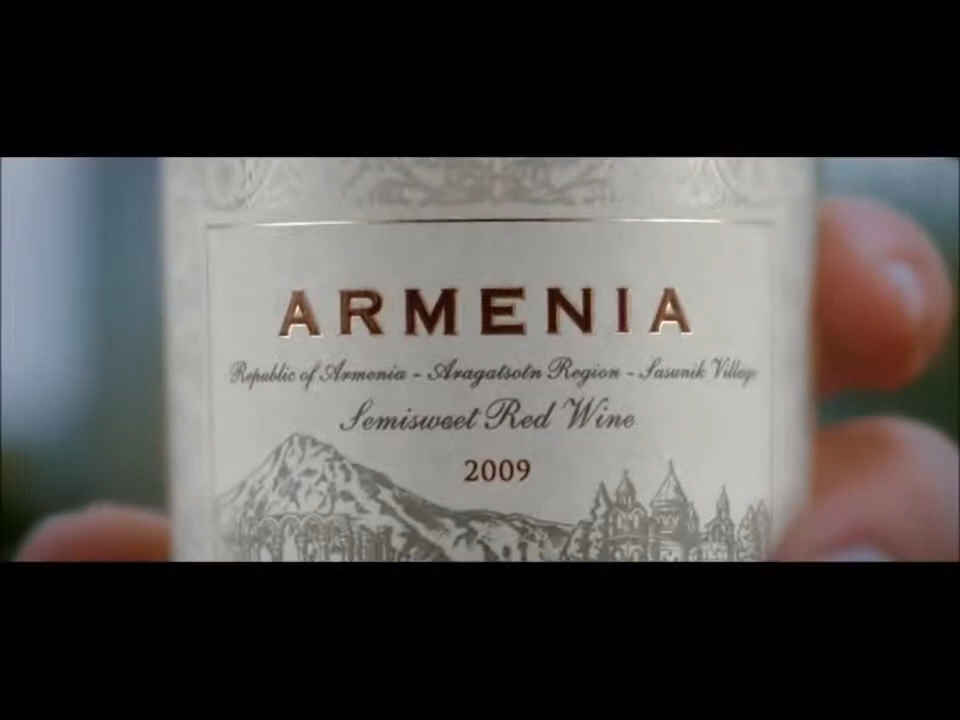 ARMENIA
Republic of Armenia - Aragatsotn Region - Sasunik Village
Semisweet Red Wine
2009